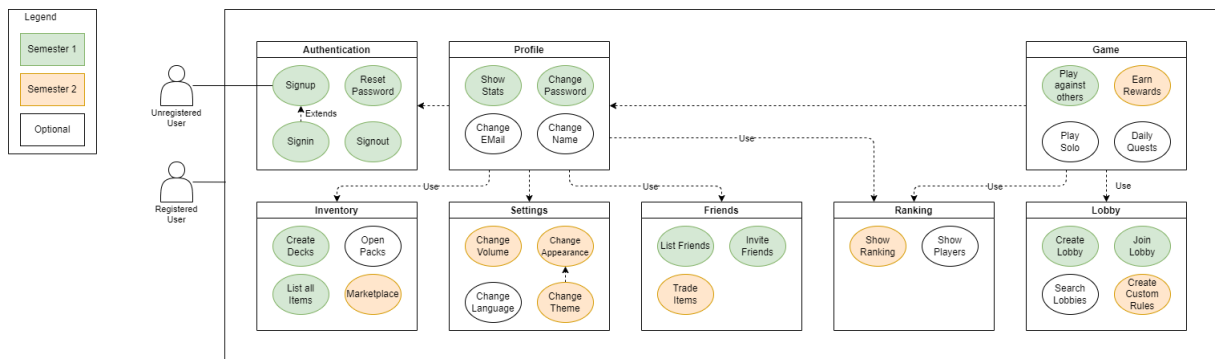 Legend
Semester 1
Semester 2
Optional
Unregistered
User
Registered
User
Authentication
Signup
Reset
Password
Extends
Signin
Signout
Profile
Show
Stats
Change
Password
Change
EMail
Change
Name
Game
Play
against
others
Earn
Rewards
Play
Solo
Daily
Quests
Use
Use
Use
Use
Use
Inventory
Create
Decks
Open
Packs
List all
Items
Marketplace
Settings
Change
Volume
Change
Appearance
Change
Language
Change
Theme
Friends
List Friends
Invite
Friends
Trade
Items
Ranking
Show
Ranking
Show
Players
Lobby
Create
Lobby
Join
Lobby
Search
Lobbies
Create
Custom
Rules